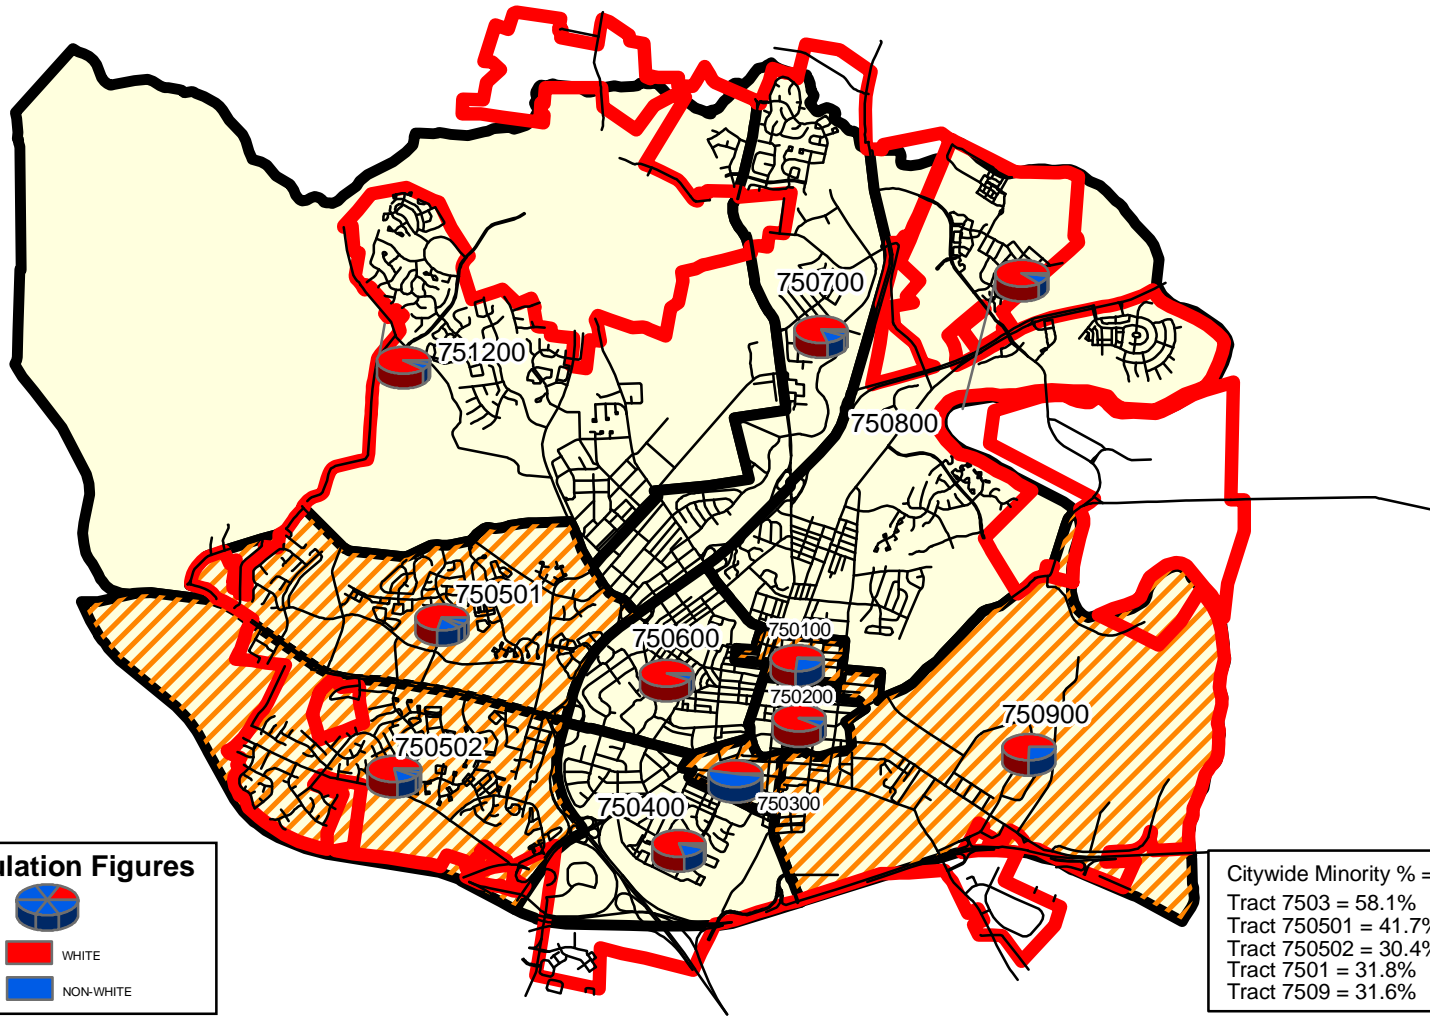 750700
751200
750800
750501
750600
750100
750200
750900
750502
750400
750300
ulation Figures
WHITE
NON-WHITE
Citywide Minority % =
Tract 7503 = 58.1%
Tract 750501 = 41.7%
Tract 750502 = 30.4%
Tract 7501 = 31.8%
Tract 7509 = 31.6%